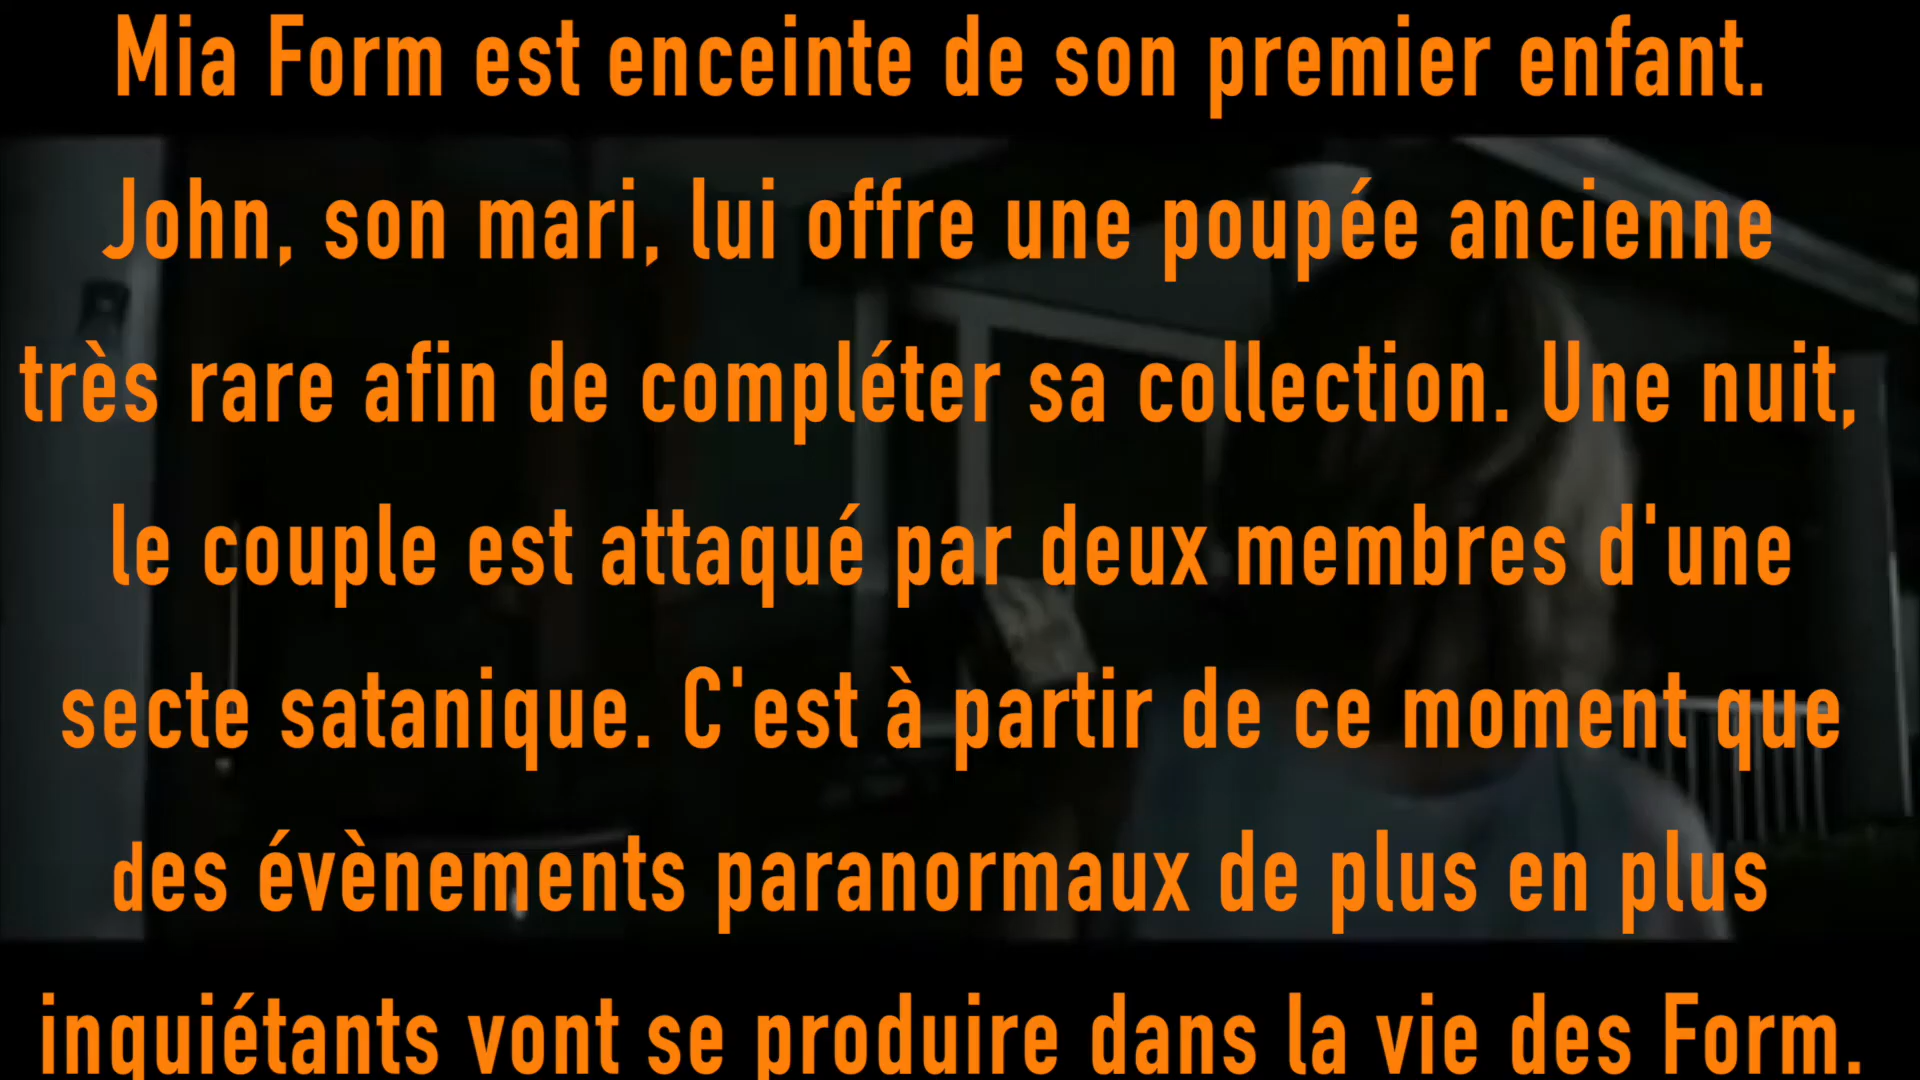 Mia Form est enceinte de son premier enfant.
John, son mari, lui offre une poupée ancienne
très rare afin de compléter sa collection. Une nuit,
le couple est attaqué par deux membres d'une
secte satanique. C'est à partir de ce moment que
des évènements paranormaux de plus en plus
inquiétants vont se produire dans la vie des Form.